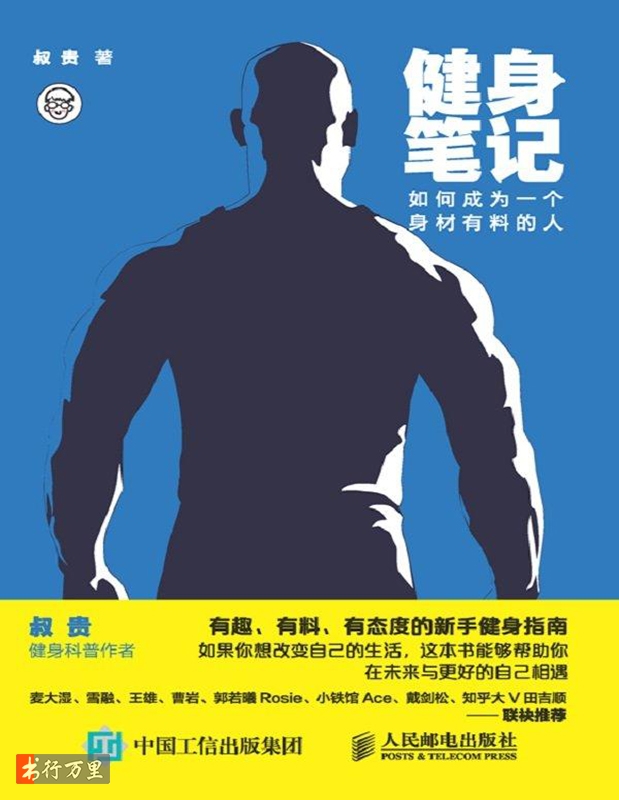 叔贵 著
健身
笔记
如何成为一个
身材有料的人
叔贵
健身科普作者
有趣、有料、有态度的新手健身指南
如果你想改变自己的生活，这本书能够帮助你
在未来与更好的自己相遇
麦大湿、雪融、王雄、曹岩、郭若曦 Rosie、小铁馆 Ace、戴剑松、知乎大 V 田吉顺
—— 联袂推荐
中国工信出版集团
人民邮电出版社
POSTS & TELECOM PRESS
书行万里